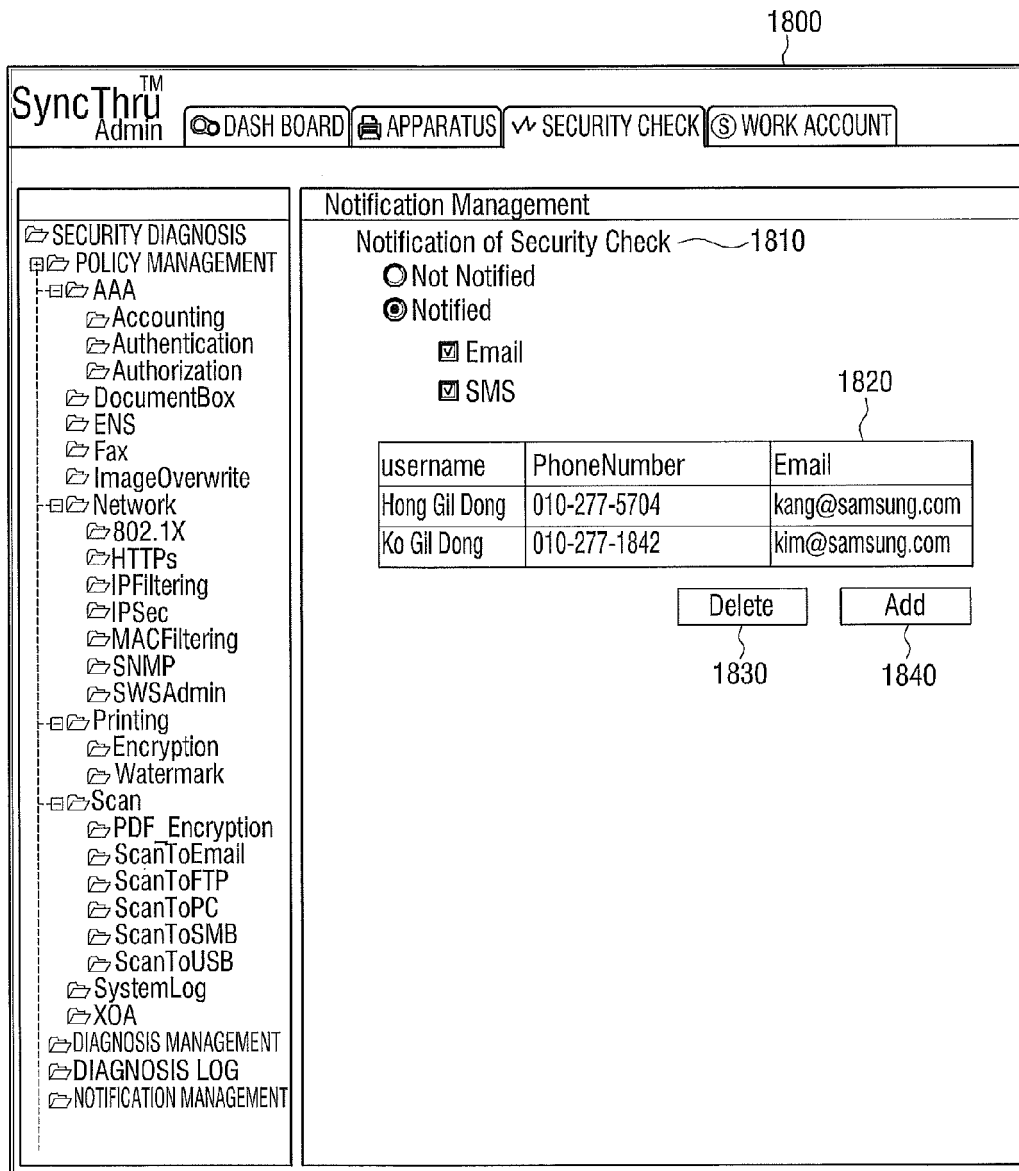 1800
SyncThru™
Admin
DASH BOARD APPARATUS SECURITY CHECK Ⓢ WORK ACCOUNT
SECURITY DIAGNOSIS
POLICY MANAGEMENT
AAA
Accounting
Authentication
Authorization
DocumentBox
ENS
Fax
ImageOverwrite
Network
802.1X
HTTPs
IPFiltering
IPSec
MACFiltering
SNMP
SWSAdmin
Printing
Encryption
Watermark
Scan
PDF_Encryption
ScanToEmail
ScanToFTP
ScanToPC
ScanToSMB
ScanToUSB
SystemLog
XOA
DIAGNOSIS MANAGEMENT
DIAGNOSIS LOG
NOTIFICATION MANAGEMENT
Notification Management
Notification of Security Check 1810
Not Notified
Notified
Email
SMS
1820
username PhoneNumber Email
Hong Gil Dong 010-277-5704 kang@samsung.com
Ko Gil Dong 010-277-1842 kim@samsung.com
Delete Add
1830 1840